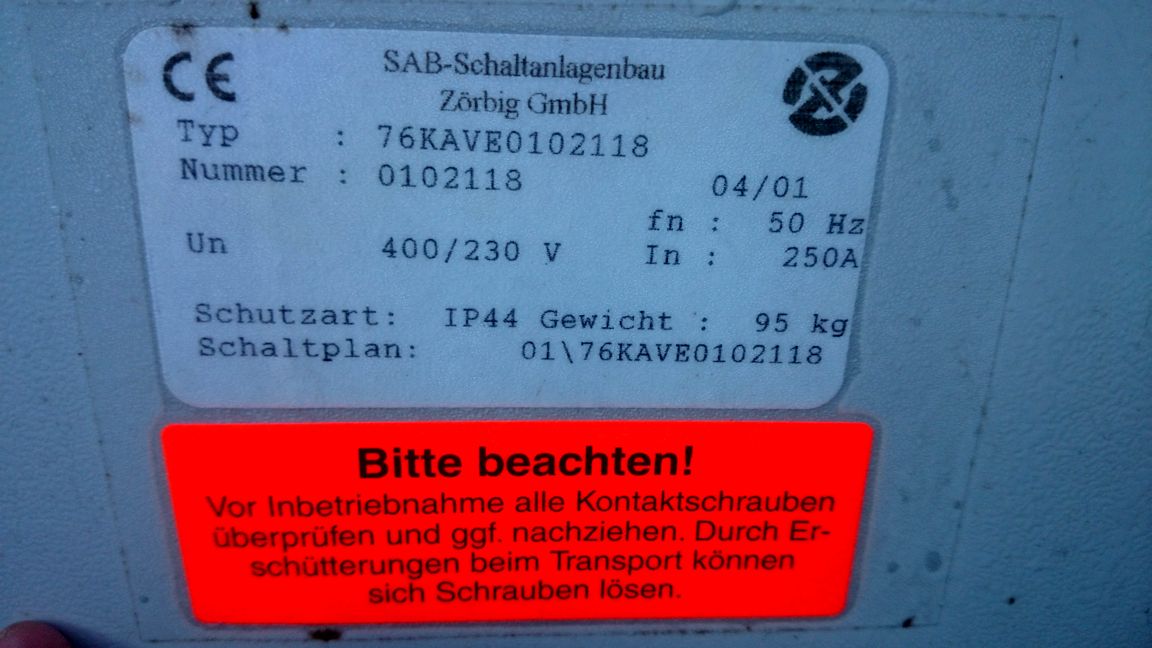 CE
SAB-Schaltanlagenbau
Zörbig GmbH
Typ : 76KAVE0102118
Nummer : 0102118 04/01
fn : 50 Hz
Un 400/230 V In : 250A
Schutzart: IP44 Gewicht : 95 kg
Schaltplan: 01\76KAVE0102118
Bitte beachten!
Vor Inbetriebnahme alle Kontaktschrauben
überprüfen und ggf. nachziehen. Durch Er-
schütterungen beim Transport können
sich Schrauben lösen.